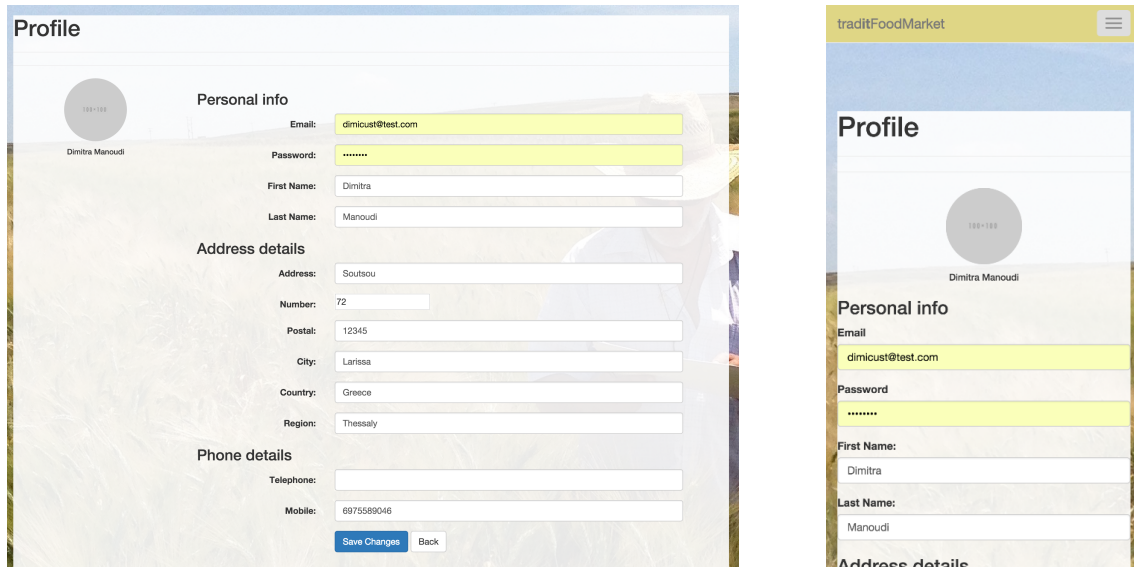 Profile
100×100
Dimitra Manoudi
Personal info
Email: dimicust@test.com
Password: ••••••••
First Name: Dimitra
Last Name: Manoudi
Address details
Address: Soutsou
Number: 72
Postal: 12345
City: Larissa
Country: Greece
Region: Thessaly
Phone details
Telephone:
Mobile: 6975589046
Save Changes Back
traditFoodMarket
Profile
100×100
Dimitra Manoudi
Personal info
Email
dimicust@test.com
Password
••••••••
First Name:
Dimitra
Last Name:
Manoudi
Address details